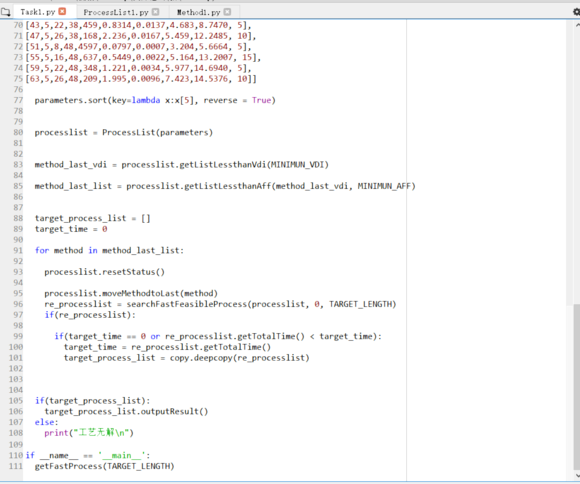 Task1.py ProcessList1.py Method1.py
70 [43,5,22,38,459,0.8314,0.0137,4.683,8.7470, 5],
71 [47,5,26,38,168,2.236,0.0167,5.459,12.2485, 10],
72 [51,5,8,48,4597,0.0797,0.0007,3.204,5.6664, 5],
73 [55,5,16,48,637,0.5449,0.0022,5.164,13.2007, 15],
74 [59,5,22,48,348,1.221,0.0034,5.977,14.6940, 5],
75 [63,5,26,48,209,1.995,0.0096,7.423,14.5376, 10]]
76
77 parameters.sort(key=lambda x:x[5], reverse = True)
78
79
80 processlist = ProcessList(parameters)
81
82
83 method_last_vdi = processlist.getListLessthanVdi(MINIMUN_VDI)
84
85 method_last_list = processlist.getListLessthanAff(method_last_vdi, MINIMUN_AFF)
86
87
88 target_process_list = []
89 target_time = 0
90
91 for method in method_last_list:
92
93 processlist.resetStatus()
94
95 processlist.moveMethodtoLast(method)
96 re_processlist = searchFastFeasibleProcess(processlist, 0, TARGET_LENGTH)
97 if(re_processlist):
98
99 if(target_time == 0 or re_processlist.getTotalTime() < target_time):
100 target_time = re_processlist.getTotalTime()
101 target_process_list = copy.deepcopy(re_processlist)
102
103
104
105 if(target_process_list):
106 target_process_list.outputResult()
107 else:
108 print("工艺无解\n")
109
110 if __name__ == '__main__':
111 getFastProcess(TARGET_LENGTH)